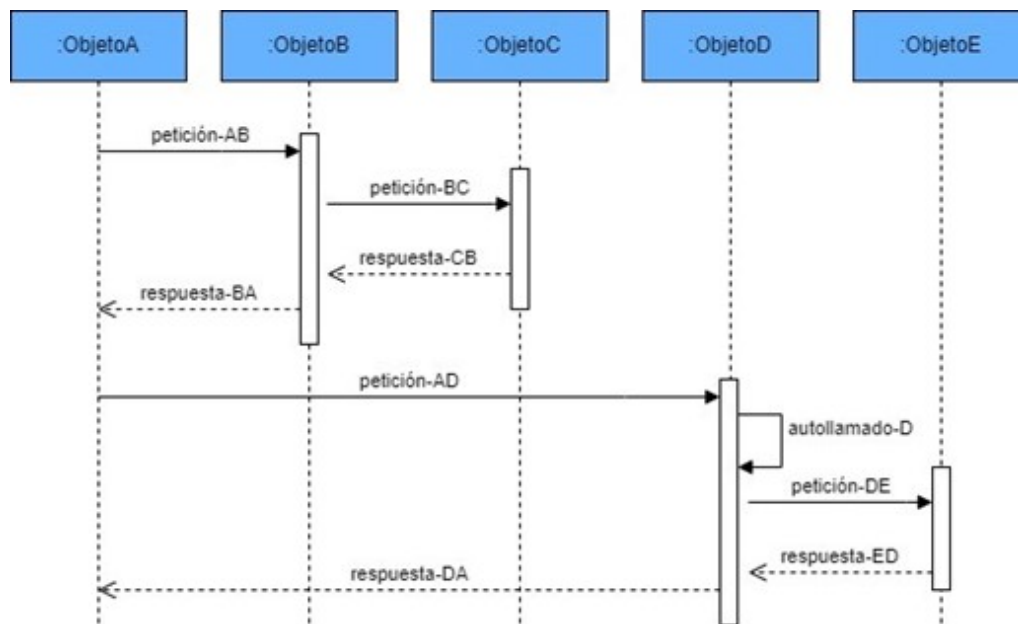 :ObjetoA
:ObjetoB
:ObjetoC
:ObjetoD
:ObjetoE
petición-AB
petición-BC
respuesta-CB
respuesta-BA
petición-AD
autollamado-D
petición-DE
respuesta-ED
respuesta-DA